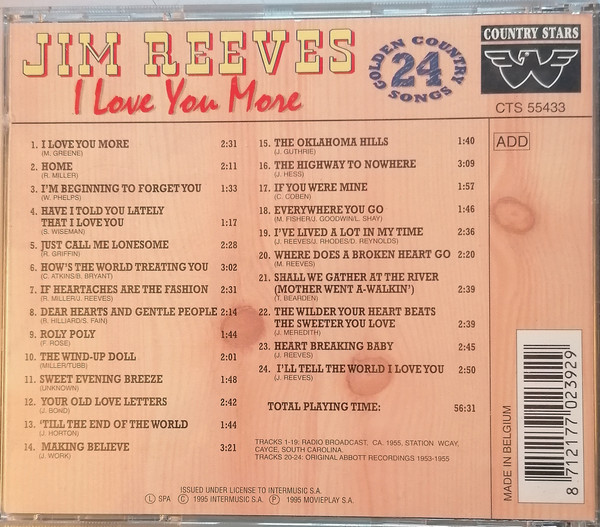 JIM REEVES
I Love You More
GOLDEN COUNTRY
24
SONGS
COUNTRY STARS
CTS 55433
ADD
1. I LOVE YOU MORE 2:31
(M. GREENE)
2. HOME 2:11
(R. MILLER)
3. I'M BEGINNING TO FORGET YOU 1:33
(W. PHELPS)
4. HAVE I TOLD YOU LATELY
THAT I LOVE YOU 1:17
(S. WISEMAN)
5. JUST CALL ME LONESOME 2:28
(R. GRIFFIN)
6. HOW'S THE WORLD TREATING YOU 3:02
(C. ATKINS/B. BRYANT)
7. IF HEARTACHES ARE THE FASHION 2:31
(R. MILLER/J. REEVES)
8. DEAR HEARTS AND GENTLE PEOPLE 2:14
(R. HILLIARD/S. FAIN)
9. ROLY POLY 1:44
(F. ROSE)
10. THE WIND-UP DOLL 2:01
(MILLER/TUBB)
11. SWEET EVENING BREEZE 1:48
(UNKNOWN)
12. YOUR OLD LOVE LETTERS 2:42
(J. BOND)
13. 'TILL THE END OF THE WORLD 1:44
(J. HORTON)
14. MAKING BELIEVE 3:21
(J. WORK)
15. THE OKLAHOMA HILLS 1:40
(J. GUTHRIE)
16. THE HIGHWAY TO NOWHERE 3:09
(J. HESS)
17. IF YOU WERE MINE 1:57
(C. COBEN)
18. EVERYWHERE YOU GO 1:46
(M. FISHER/J. GOODWIN/L. SHAY)
19. I'VE LIVED A LOT IN MY TIME 2:36
(J. REEVES/J. RHODES/D. REYNOLDS)
20. WHERE DOES A BROKEN HEART GO 2:20
(M. REEVES)
21. SHALL WE GATHER AT THE RIVER
(MOTHER WENT A-WALKIN') 2:39
(T. BEARDEN)
22. THE WILDER YOUR HEART BEATS
THE SWEETER YOU LOVE 2:39
(J. MEREDITH)
23. HEART BREAKING BABY 2:45
(J. REEVES)
24. I'LL TELL THE WORLD I LOVE YOU 2:50
(J. REEVES)
TOTAL PLAYING TIME: 56:31
TRACKS 1-19: RADIO BROADCAST, CA. 1955, STATION WCAY,
CAYCE, SOUTH CAROLINA.
TRACKS 20-24: ORIGINAL ABBOTT RECORDINGS 1953-1955
ISSUED UNDER LICENSE TO INTERMUSIC S.A.
Ⓛ SPA Ⓒ 1995 INTERMUSIC S.A. Ⓟ 1995 MOVIEPLAY S.A.
MADE IN BELGIUM
8 712177 023929